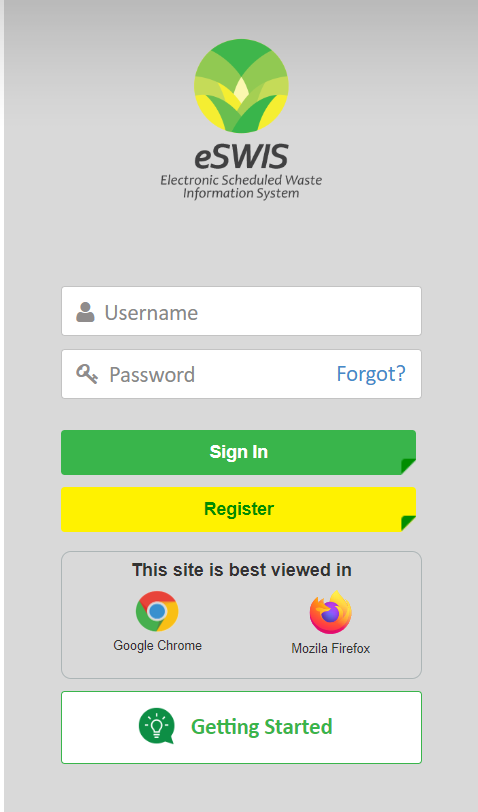 eSWIS
Electronic Scheduled Waste
Information System
Username
Password
Forgot?
Sign In
Register
This site is best viewed in
Google Chrome
Mozila Firefox
Getting Started